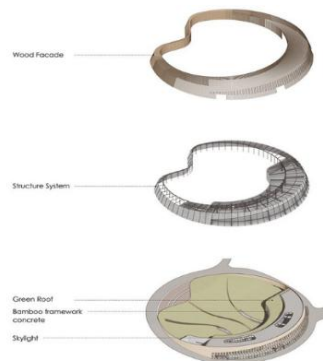 Wood Facade
Structure System
Green Roof
Bamboo framework
concrete
Skylight